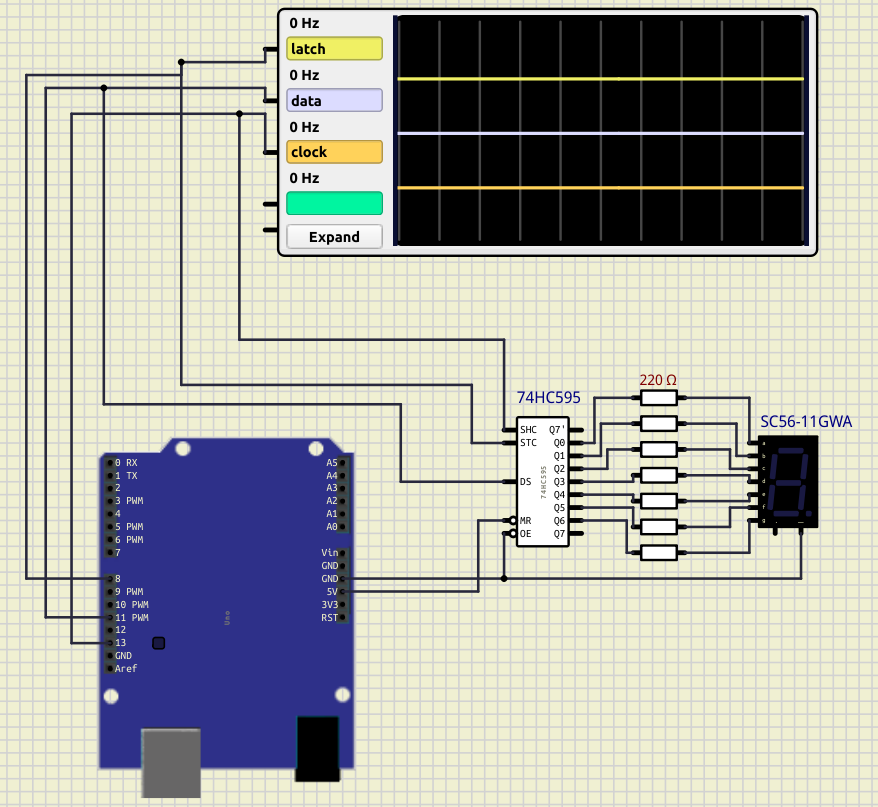 0 Hz
latch
0 Hz
data
0 Hz
clock
0 Hz
Expand
220 Ω
74HC595
SC56-11GWA
SHC Q7'
STC Q0
Q1
Q2
DS Q3
Q4
Q5
MR Q6
OE Q7
74HC595
a
b
c
d
e
f
g
0 RX A5
1 TX A4
2 A3
3 PWM A2
4 A1
5 PWM A0
6 PWM
7 Vin
GND
8 GND
9 PWM 5V
10 PWM 3V3
11 PWM RST
12
13
GND
Aref
Uno